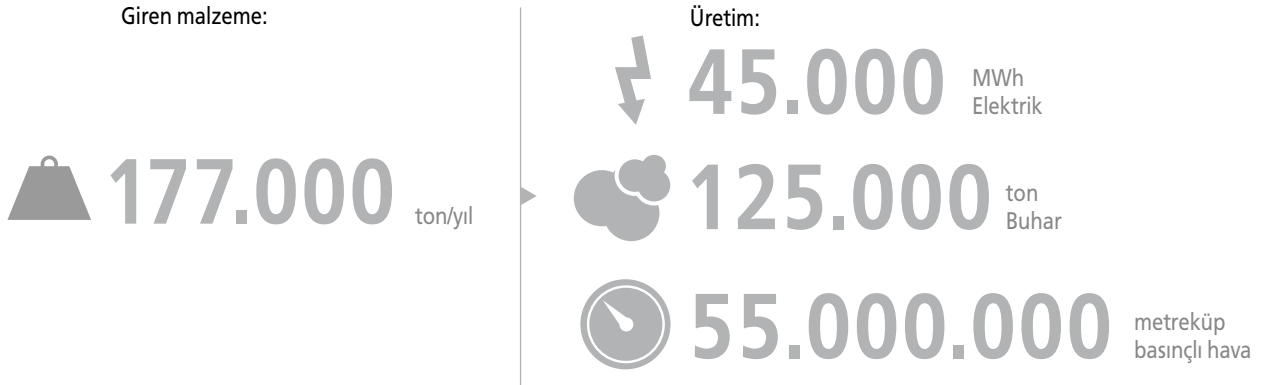 Giren malzeme:
177.000 ton/yıl
Üretim:
45.000 MWh
Elektrik
125.000 ton
Buhar
55.000.000 metreküp
basınçlı hava